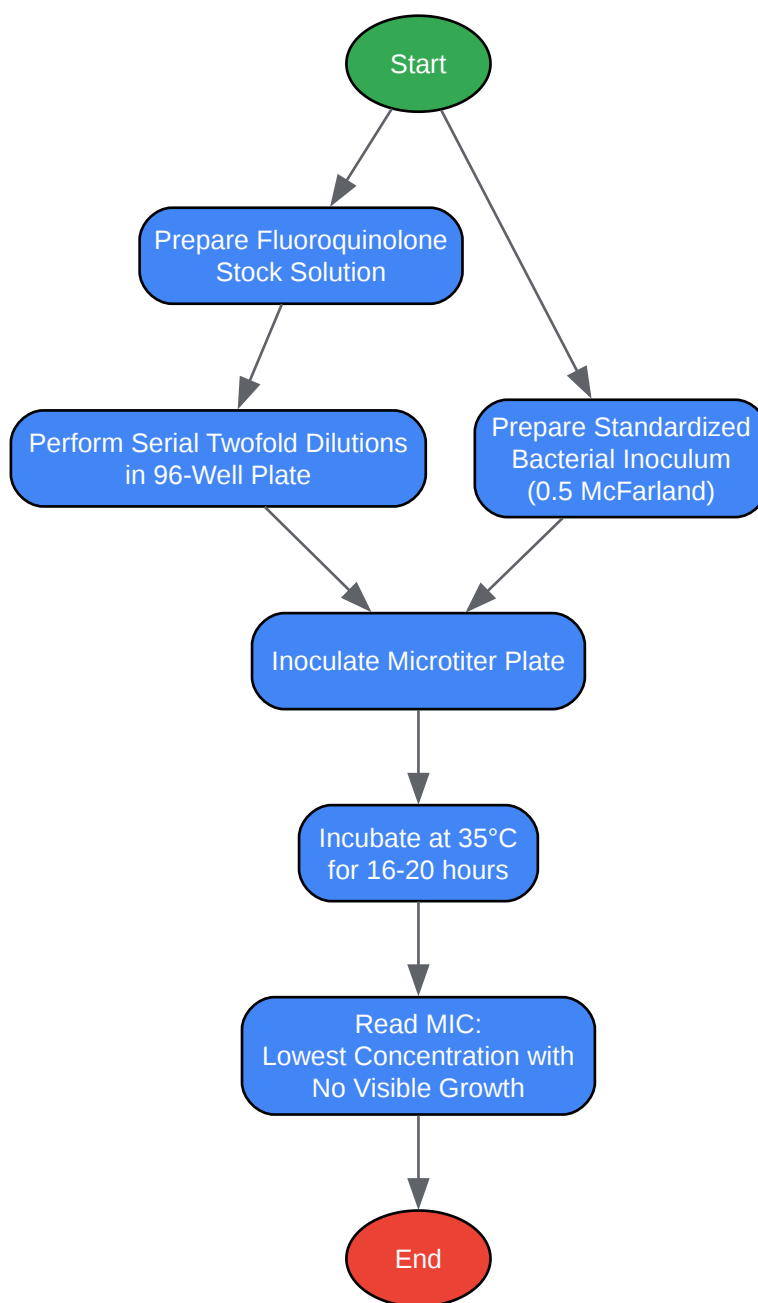 Start
Prepare Fluoroquinolone
Stock Solution
Perform Serial Twofold Dilutions
in 96-Well Plate
Prepare Standardized
Bacterial Inoculum
(0.5 McFarland)
Inoculate Microtiter Plate
Incubate at 35°C
for 16-20 hours
Read MIC:
Lowest Concentration with
No Visible Growth
End